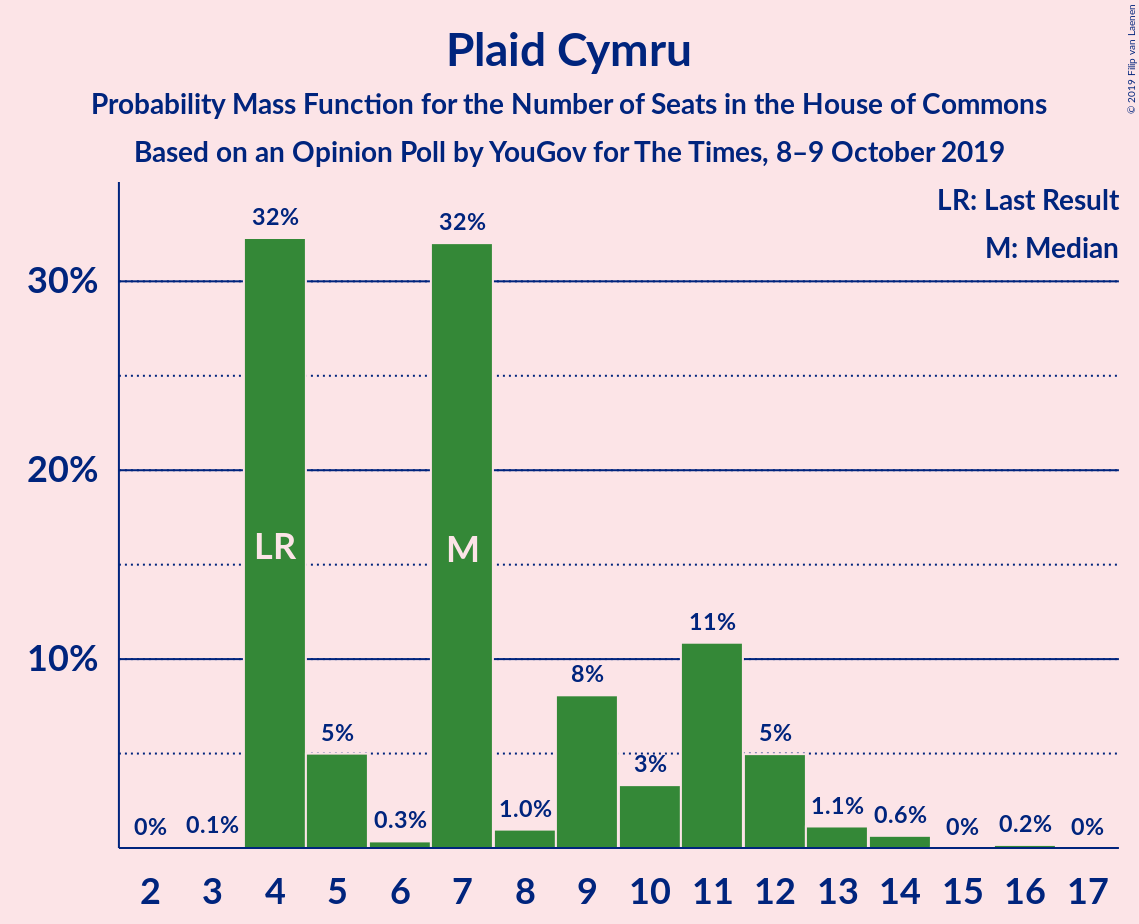 Plaid Cymru
Probability Mass Function for the Number of Seats in the House of Commons
Based on an Opinion Poll by YouGov for The Times, 8–9 October 2019
© 2019 Filip van Laenen
LR: Last Result
M: Median
30%
20%
10%
0%
0.1%
32%
5%
0.3%
32%
1.0%
8%
3%
11%
5%
1.1%
0.6%
0%
0.2%
0%
LR
M
2 3 4 5 6 7 8 9 10 11 12 13 14 15 16 17